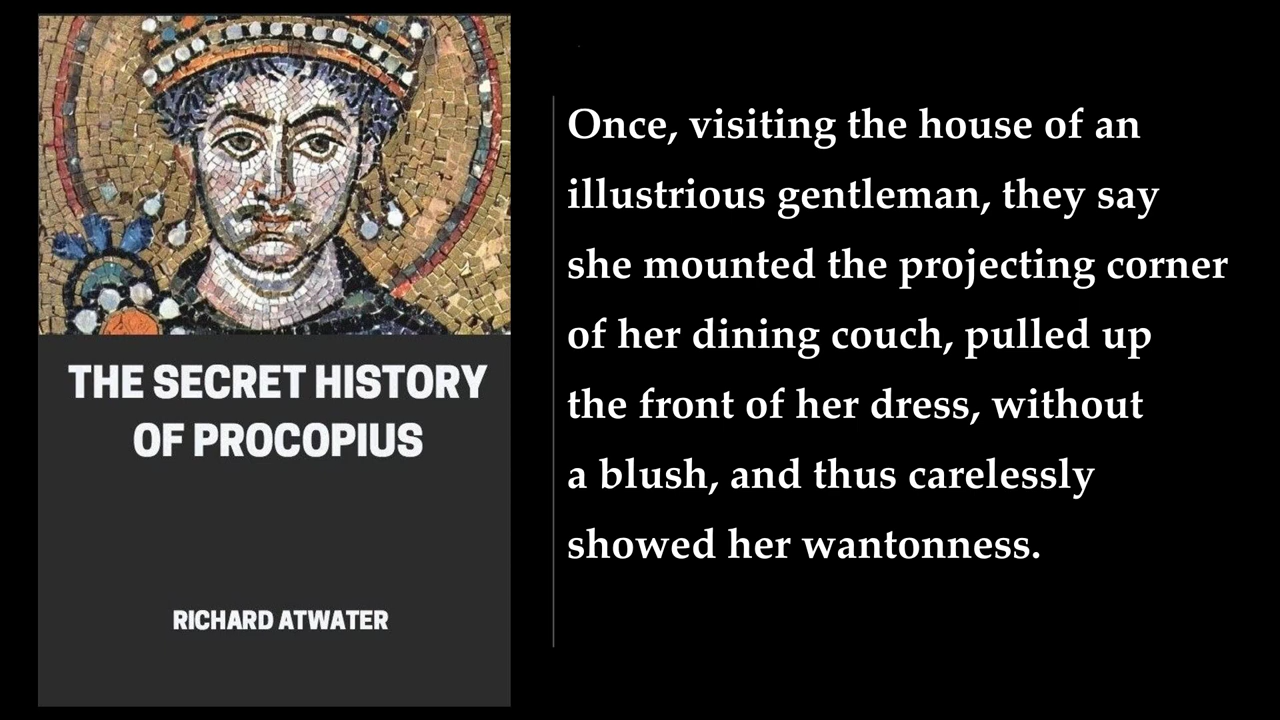 THE SECRET HISTORY
OF PROCOPIUS
RICHARD ATWATER
Once, visiting the house of an
illustrious gentleman, they say
she mounted the projecting corner
of her dining couch, pulled up
the front of her dress, without
a blush, and thus carelessly
showed her wantonness.